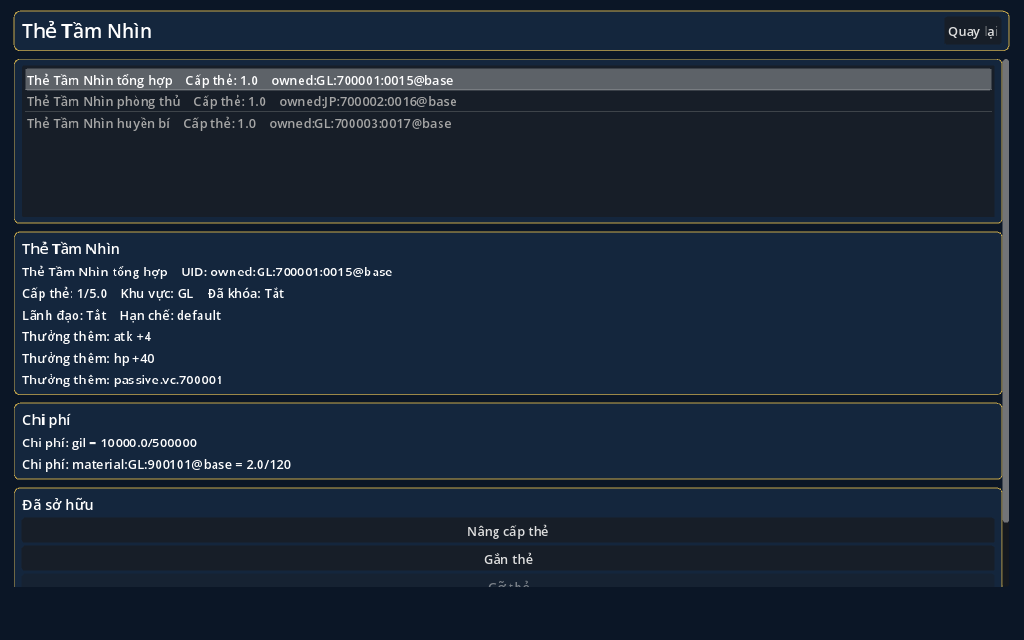 Thẻ Tầm Nhìn
Quay lại
Thẻ Tầm Nhìn tổng hợp Cấp thẻ: 1.0 owned:GL:700001:0015@base
Thẻ Tầm Nhìn phòng thủ Cấp thẻ: 1.0 owned:JP:700002:0016@base
Thẻ Tầm Nhìn huyền bí Cấp thẻ: 1.0 owned:GL:700003:0017@base
Thẻ Tầm Nhìn
Thẻ Tầm Nhìn tổng hợp UID: owned:GL:700001:0015@base
Cấp thẻ: 1/5.0 Khu vực: GL Đã khóa: Tắt
Lãnh đạo: Tắt Hạn chế: default
Thưởng thêm: atk +4
Thưởng thêm: hp +40
Thưởng thêm: passive.vc.700001
Chi phí
Chi phí: gil = 10000.0/500000
Chi phí: material:GL:900101@base = 2.0/120
Đã sở hữu
Nâng cấp thẻ
Gắn thẻ
Gỡ thẻ